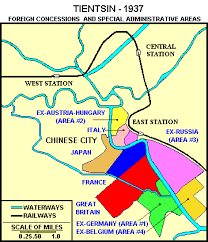 TIENTSIN - 1937
FOREIGN CONCESSIONS AND SPECIAL ADMINISTRATIVE AREAS
CENTRAL
STATION
WEST STATION
EX-AUSTRIA-HUNGARY
(AREA #2)
EAST STATION
ITALY
EX-RUSSIA
(AREA #3)
CHINESE CITY
JAPAN
FRANCE
GREAT
BRITAIN
WATERWAYS
RAILWAYS
SCALE OF MILES
0 .25 .50 1.0
EX-GERMANY (AREA #1)
EX-BELGIUM (AREA #4)